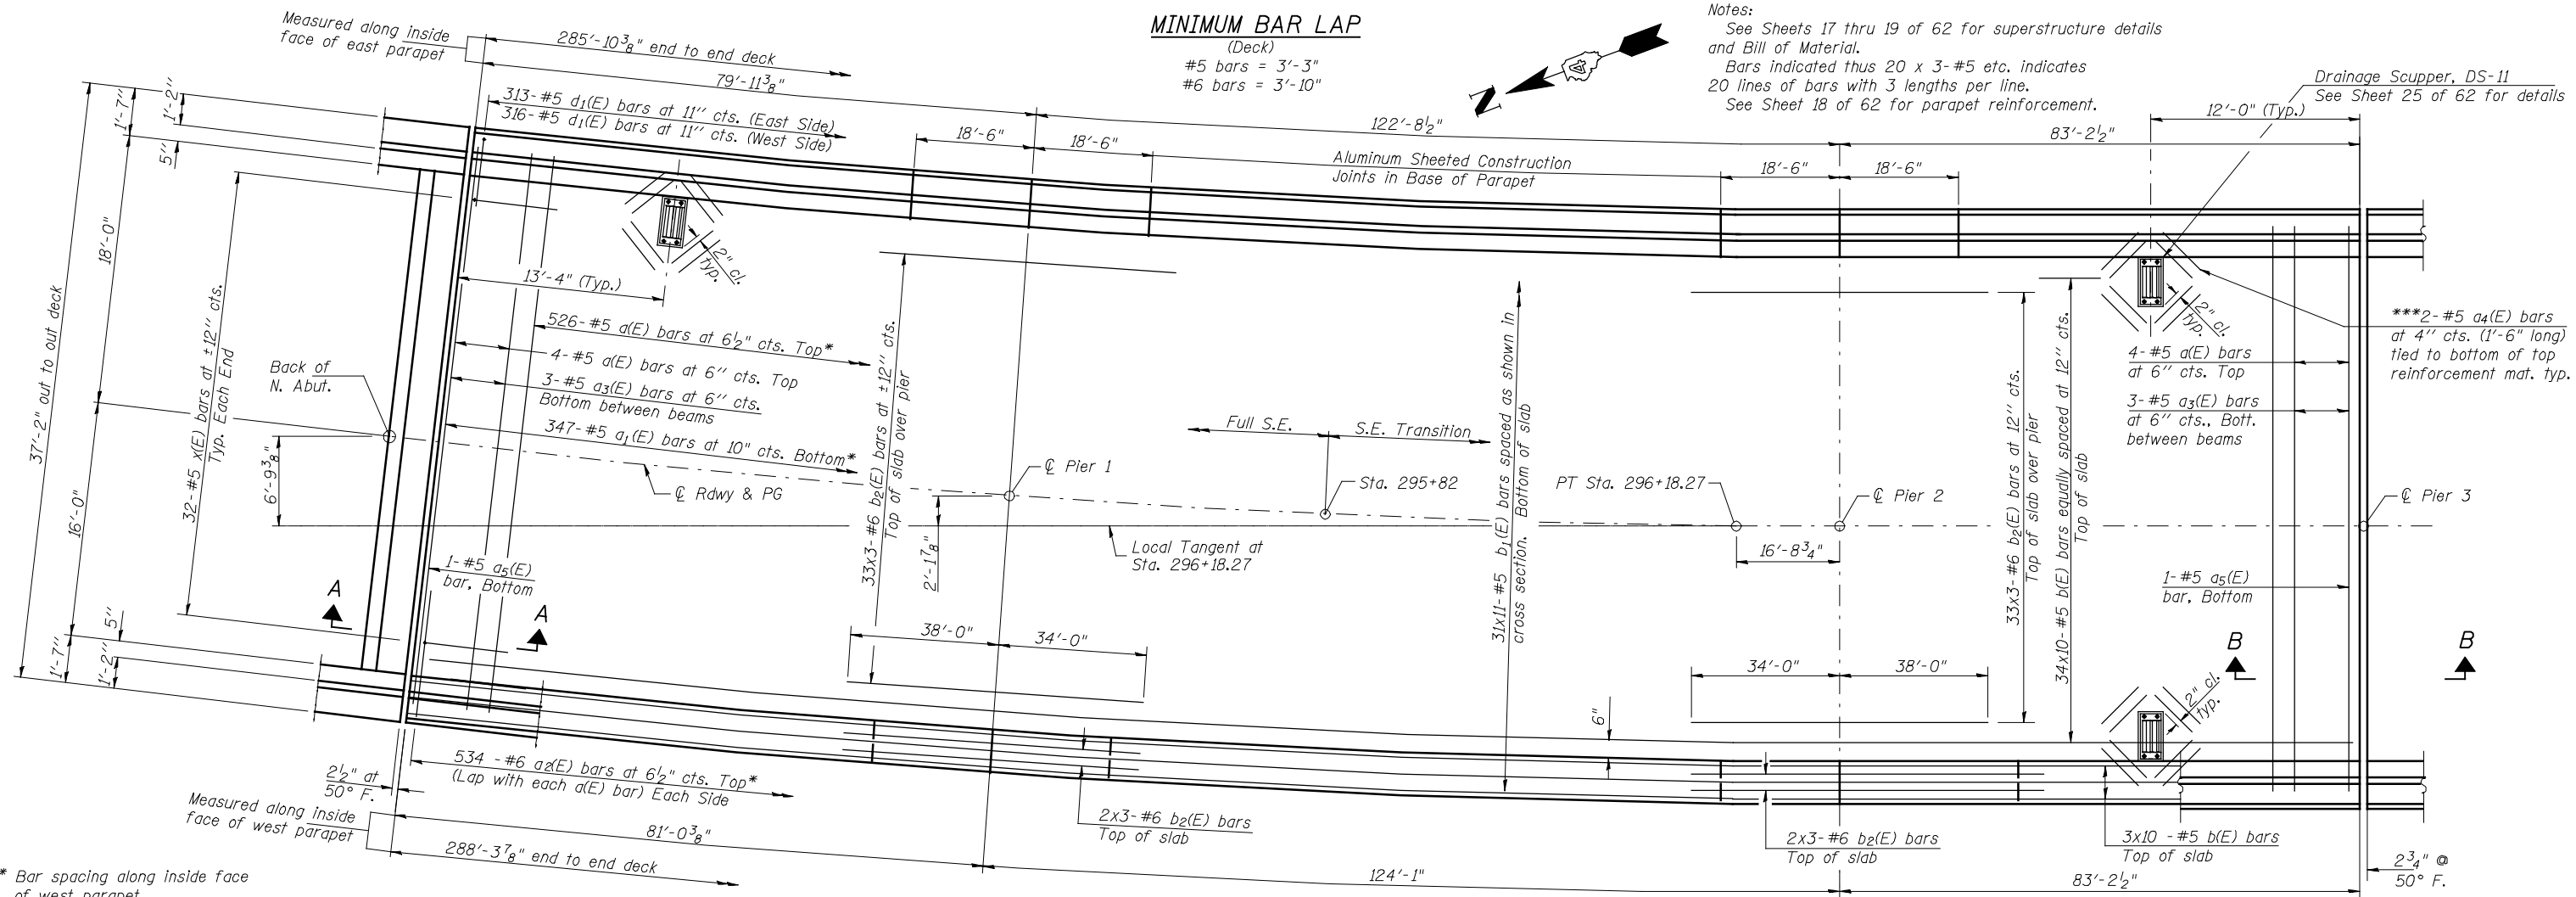 Measured along inside
face of east parapet
285'-10 3/8" end to end deck
79'-11 3/8"
MINIMUM BAR LAP
(Deck)
#5 bars = 3'-3"
#6 bars = 3'-10"
N
Notes:
See Sheets 17 thru 19 of 62 for superstructure details
and Bill of Material.
Bars indicated thus 20 x 3-#5 etc. indicates
20 lines of bars with 3 lengths per line.
See Sheet 18 of 62 for parapet reinforcement.
Drainage Scupper, DS-11
See Sheet 25 of 62 for details
12'-0" (Typ.)
313-#5 d1(E) bars at 11" cts. (East Side)
316-#5 d1(E) bars at 11" cts. (West Side)
122'-8 1/2"
83'-2 1/2"
18'-6"
18'-6"
Aluminum Sheeted Construction
Joints in Base of Parapet
18'-6"
18'-6"
1'-7"
1'-2"
5"
18'-0"
37'-2" out to out deck
16'-0"
1'-7"
1'-2"
5"
32-#5 x(E) bars at ±12" cts.
Typ. Each End
2" cl.
typ.
13'-4" (Typ.)
526-#5 a(E) bars at 6 1/2" cts. Top*
4-#5 a(E) bars at 6" cts. Top
3-#5 a3(E) bars at 6" cts.
Bottom between beams
347-#5 a1(E) bars at 10" cts. Bottom*
Back of
N. Abut.
6'-9 3/8"
℄ Rdwy & PG
33x3-#6 b2(E) bars at ±12" cts.
Top of slab over pier
℄ Pier 1
2'-1 7/8"
Full S.E.
S.E. Transition
Sta. 295+82
Local Tangent at
Sta. 296+18.27
31x11-#5 b1(E) bars spaced as shown in
cross section. Bottom of slab
PT Sta. 296+18.27
℄ Pier 2
16'-8 3/4"
33x3-#6 b2(E) bars at 12" cts.
Top of slab over pier
34x10-#5 b(E) bars equally spaced at 12" cts.
Top of slab
2" cl.
typ.
***2-#5 a4(E) bars
at 4" cts. (1'-6" long)
tied to bottom of top
reinforcement mat. typ.
4-#5 a(E) bars
at 6" cts. Top
3-#5 a3(E) bars
at 6" cts., Bott.
between beams
℄ Pier 3
1-#5 a5(E)
bar, Bottom
1-#5 a5(E)
bar, Bottom
A
A
B
B
38'-0"
34'-0"
34'-0"
38'-0"
6"
2" cl.
typ.
534 -#6 a2(E) bars at 6 1/2" cts. Top*
(Lap with each a(E) bar) Each Side
2 1/2" at
50° F.
Measured along inside
face of west parapet
81'-0 3/8"
288'-3 7/8" end to end deck
2x3-#6 b2(E) bars
Top of slab
2x3-#6 b2(E) bars
Top of slab
3x10 -#5 b(E) bars
Top of slab
124'-1"
83'-2 1/2"
2 3/4" @
50° F.
* Bar spacing along inside face
of west parapet